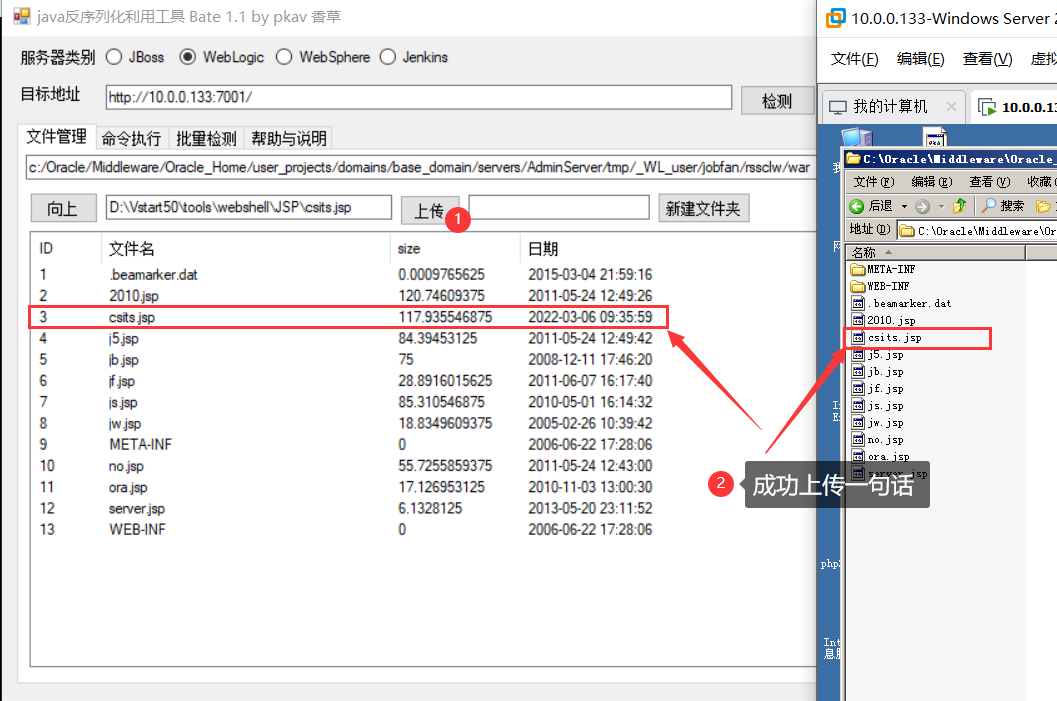 java反序列化利用工具 Bate 1.1 by pkav 香草
服务器类别 JBoss WebLogic WebSphere Jenkins
目标地址 http://10.0.0.133:7001/ 检测
文件管理 命令执行 批量检测 帮助与说明
c:/Oracle/Middleware/Oracle_Home/user_projects/domains/base_domain/servers/AdminServer/tmp/_WL_user/jobfan/rssclw/war
向上 D:\Vstart50\tools\webshell\JSP\csits.jsp 上传 1 新建文件夹
ID 文件名 size 日期
1 .beamarker.dat 0.0009765625 2015-03-04 21:59:16
2 2010.jsp 120.74609375 2011-05-24 12:49:26
3 csits.jsp 117.935546875 2022-03-06 09:35:59
4 j5.jsp 84.39453125 2011-05-24 12:49:42
5 jb.jsp 75 2008-12-11 17:46:20
6 jf.jsp 28.8916015625 2011-06-07 16:17:40
7 js.jsp 85.310546875 2010-05-01 16:14:32
8 jw.jsp 18.8349609375 2005-02-26 10:39:42
9 META-INF 0 2006-06-22 17:28:06
10 no.jsp 55.7255859375 2011-05-24 12:43:00
11 ora.jsp 17.126953125 2010-11-03 13:00:30
12 server.jsp 6.1328125 2013-05-20 23:11:52
13 WEB-INF 0 2006-06-22 17:28:06
2 成功上传一句话
10.0.0.133-Windows Server 2
文件(F) 编辑(E) 查看(V) 虚拟
我的计算机 × 10.0.0.13
C:\Oracle\Middleware\Oracle_
文件(F) 编辑(E) 查看(V) 收藏(
后退 搜索
地址(D) C:\Oracle\Middleware\Or
名称
META-INF
WEB-INF
.beamarker.dat
2010.jsp
csits.jsp
j5.jsp
jb.jsp
jf.jsp
js.jsp
jw.jsp
no.jsp
ora.jsp
server.jsp
php
Int
息服